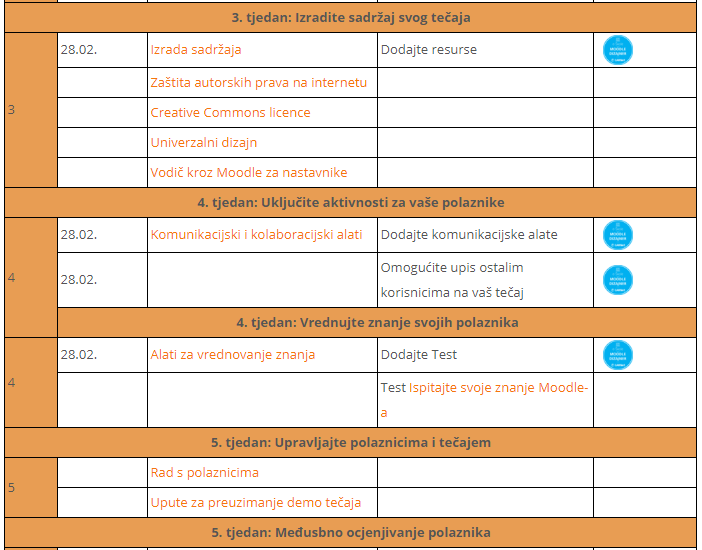 3. tjedan: Izradite sadržaj svog tečaja
3
28.02. Izrada sadržaja Dodajte resurse
Zaštita autorskih prava na internetu
Creative Commons licence
Univerzalni dizajn
Vodič kroz Moodle za nastavnike
4. tjedan: Uključite aktivnosti za vaše polaznike
4
28.02. Komunikacijski i kolaboracijski alati Dodajte komunikacijske alate
28.02. Omogućite upis ostalim
korisnicima na vaš tečaj
4. tjedan: Vrednujte znanje svojih polaznika
4
28.02. Alati za vrednovanje znanja Dodajte Test
Test Ispitajte svoje znanje Moodle-
a
5. tjedan: Upravljajte polaznicima i tečajem
5
Rad s polaznicima
Upute za preuzimanje demo tečaja
5. tjedan: Međusbno ocjenjivanje polaznika